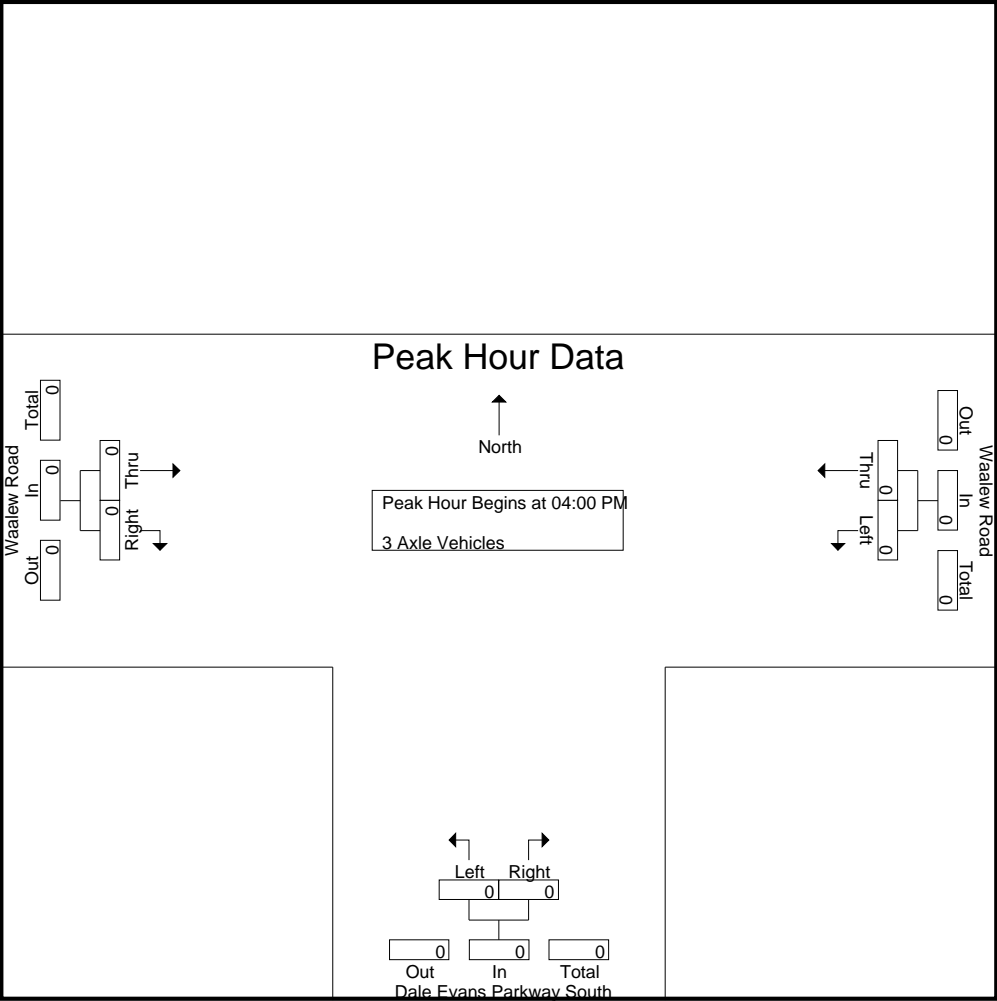 Peak Hour Data
North
Peak Hour Begins at 04:00 PM
3 Axle Vehicles
Waalew Road
Total
0
In
0
Out
0
Thru
0
Right
0
Waalew Road
Out
0
In
0
Total
0
Thru
0
Left
0
Left Right
0 0
0 0 0
Out In Total
Dale Evans Parkway South